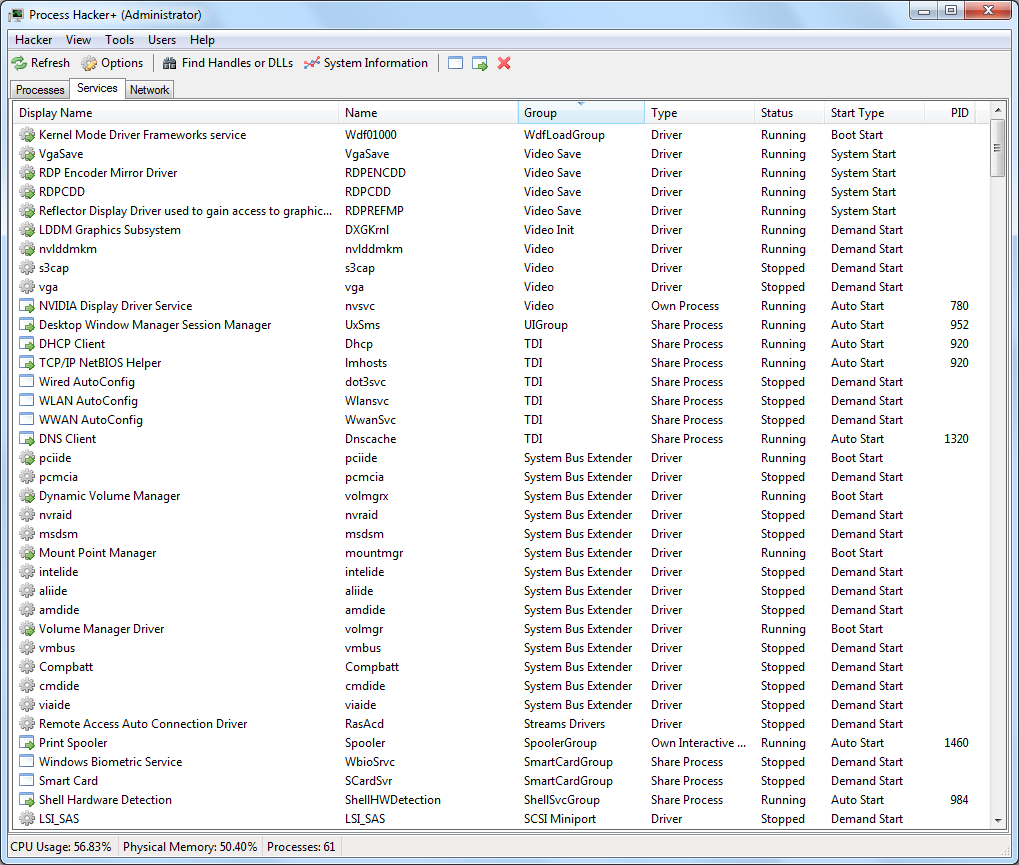 Process Hacker+ (Administrator)
Hacker View Tools Users Help
Refresh Options Find Handles or DLLs System Information
Processes Services Network
Display Name Name Group Type Status Start Type PID
Kernel Mode Driver Frameworks service Wdf01000 WdfLoadGroup Driver Running Boot Start
VgaSave VgaSave Video Save Driver Running System Start
RDP Encoder Mirror Driver RDPENCDD Video Save Driver Running System Start
RDPCDD RDPCDD Video Save Driver Running System Start
Reflector Display Driver used to gain access to graphic... RDPREFMP Video Save Driver Running System Start
LDDM Graphics Subsystem DXGKrnl Video Init Driver Running Demand Start
nvlddmkm nvlddmkm Video Driver Running Demand Start
s3cap s3cap Video Driver Stopped Demand Start
vga vga Video Driver Stopped Demand Start
NVIDIA Display Driver Service nvsvc Video Own Process Running Auto Start 780
Desktop Window Manager Session Manager UxSms UIGroup Share Process Running Auto Start 952
DHCP Client Dhcp TDI Share Process Running Auto Start 920
TCP/IP NetBIOS Helper lmhosts TDI Share Process Running Auto Start 920
Wired AutoConfig dot3svc TDI Share Process Stopped Demand Start
WLAN AutoConfig Wlansvc TDI Share Process Stopped Demand Start
WWAN AutoConfig WwanSvc TDI Share Process Stopped Demand Start
DNS Client Dnscache TDI Share Process Running Auto Start 1320
pciide pciide System Bus Extender Driver Running Boot Start
pcmcia pcmcia System Bus Extender Driver Stopped Demand Start
Dynamic Volume Manager volmgrx System Bus Extender Driver Running Boot Start
nvraid nvraid System Bus Extender Driver Stopped Demand Start
msdsm msdsm System Bus Extender Driver Stopped Demand Start
Mount Point Manager mountmgr System Bus Extender Driver Running Boot Start
intelide intelide System Bus Extender Driver Stopped Demand Start
aliide aliide System Bus Extender Driver Stopped Demand Start
amdide amdide System Bus Extender Driver Stopped Demand Start
Volume Manager Driver volmgr System Bus Extender Driver Running Boot Start
vmbus vmbus System Bus Extender Driver Stopped Demand Start
Compbatt Compbatt System Bus Extender Driver Stopped Demand Start
cmdide cmdide System Bus Extender Driver Stopped Demand Start
viaide viaide System Bus Extender Driver Stopped Demand Start
Remote Access Auto Connection Driver RasAcd Streams Drivers Driver Stopped Demand Start
Print Spooler Spooler SpoolerGroup Own Interactive ... Running Auto Start 1460
Windows Biometric Service WbioSrvc SmartCardGroup Share Process Stopped Demand Start
Smart Card SCardSvr SmartCardGroup Share Process Stopped Demand Start
Shell Hardware Detection ShellHWDetection ShellSvcGroup Share Process Running Auto Start 984
LSI_SAS LSI_SAS SCSI Miniport Driver Stopped Demand Start
CPU Usage: 56.83% Physical Memory: 50.40% Processes: 61